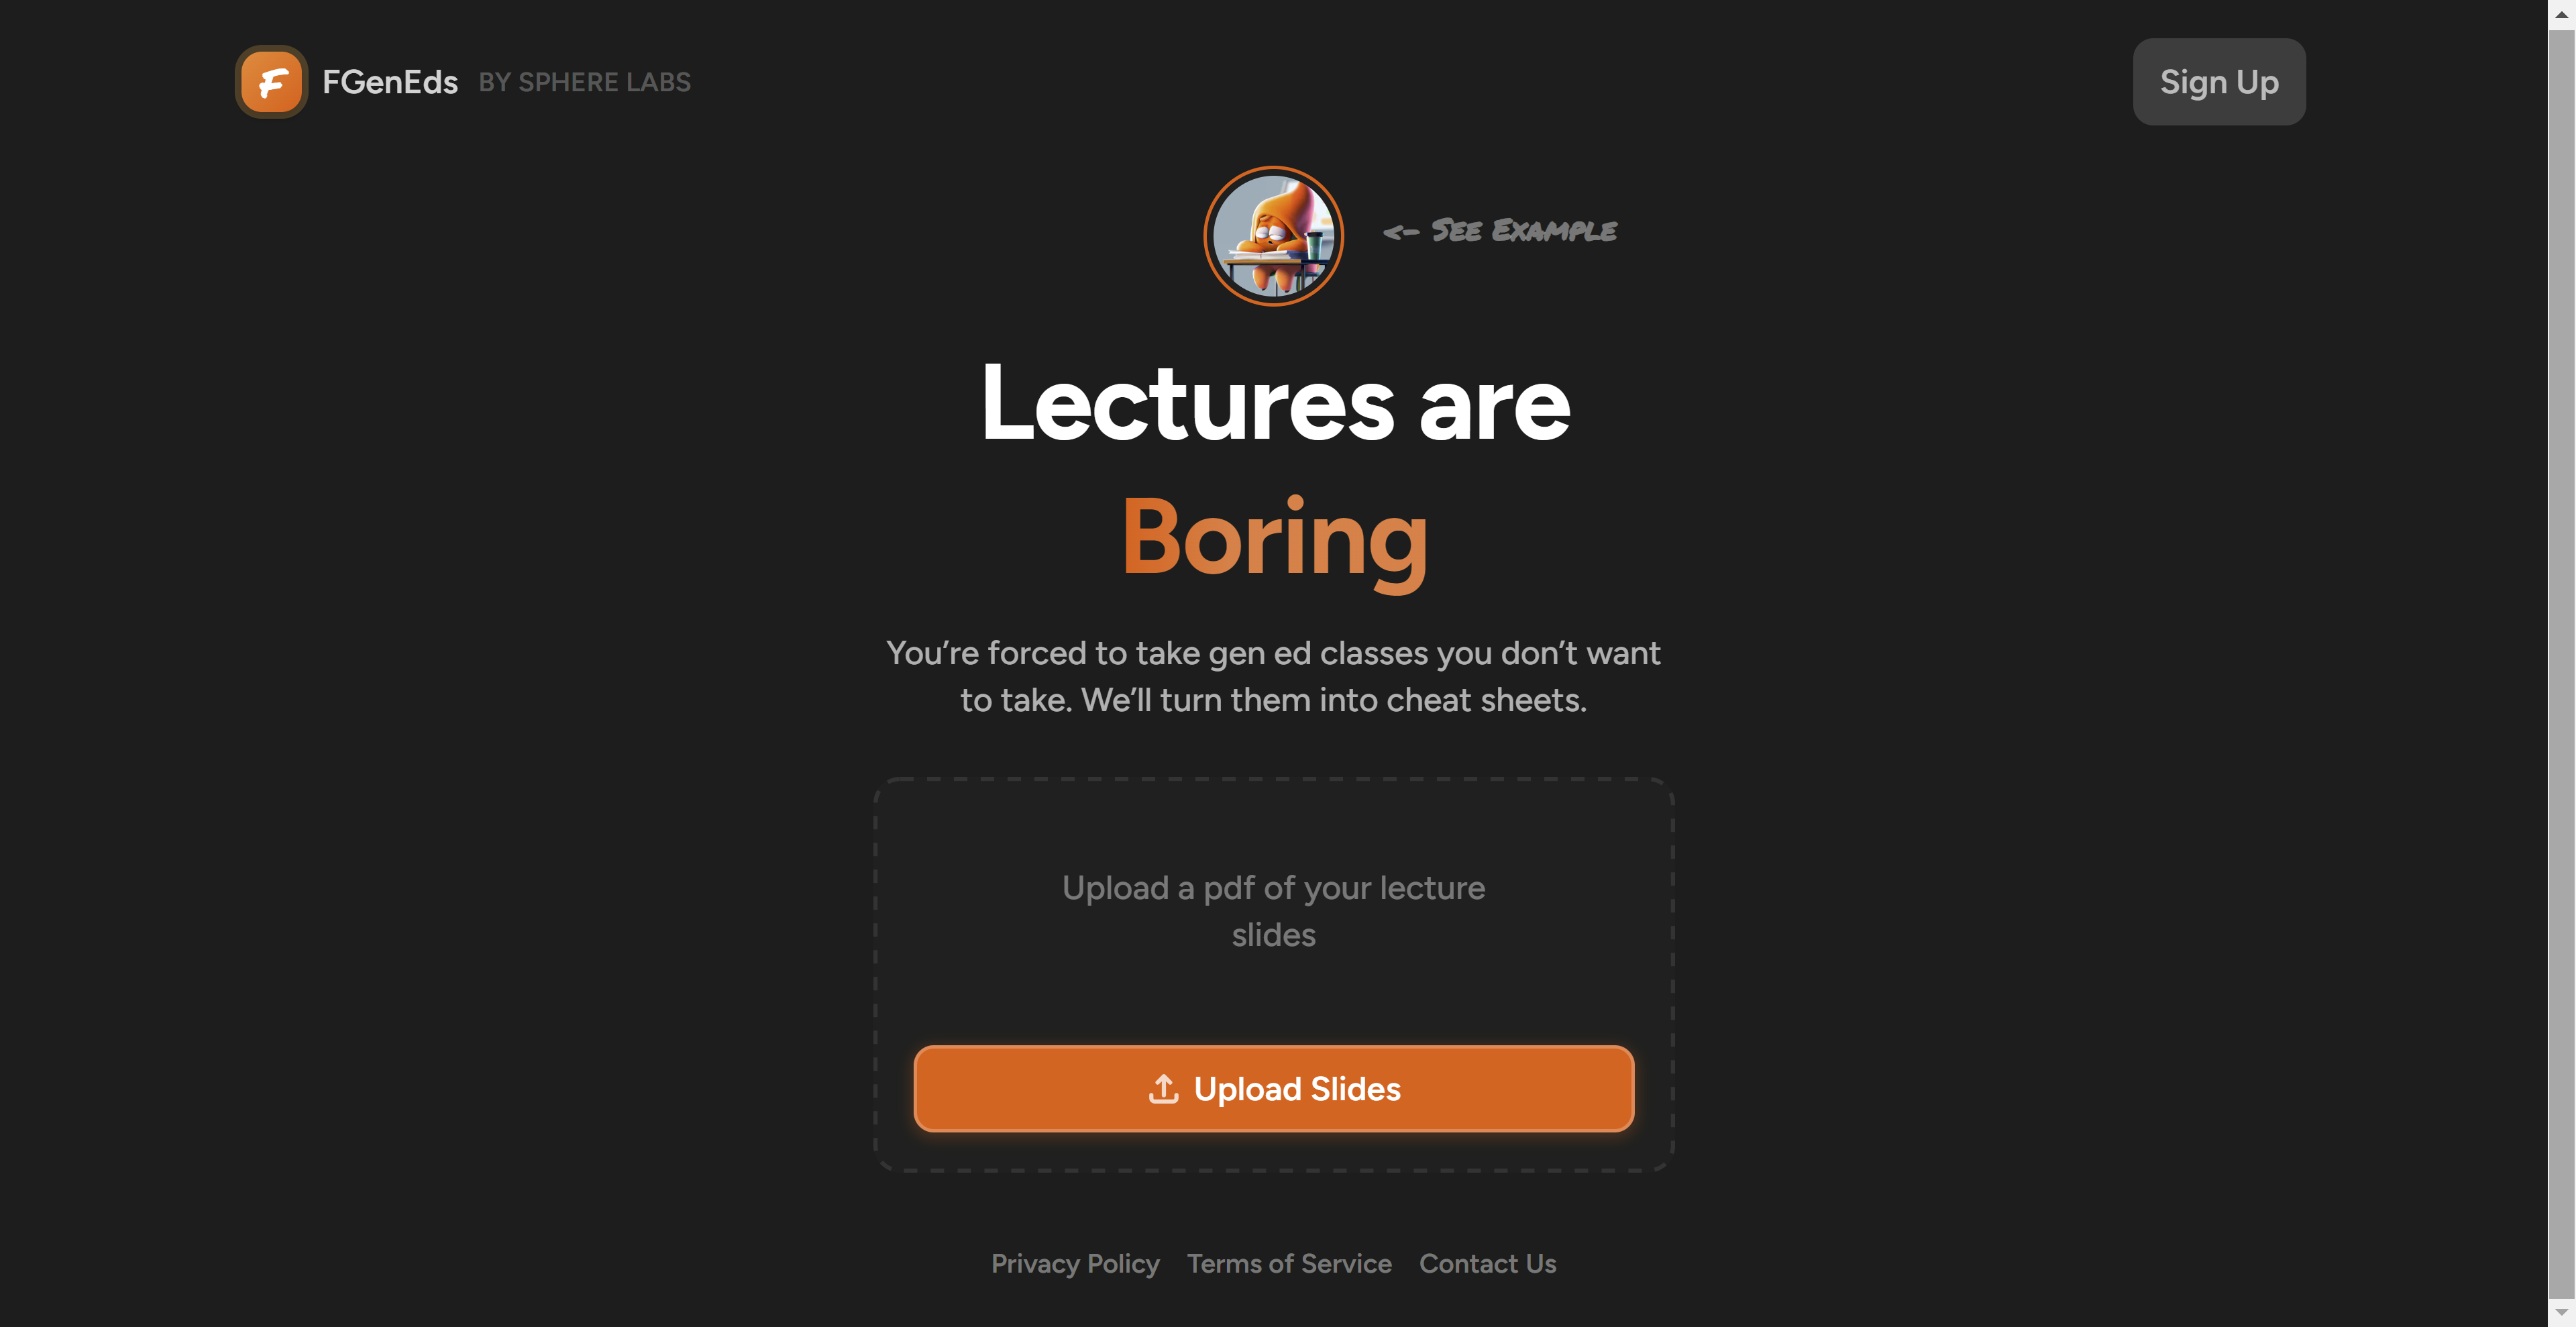 F
FGenEds BY SPHERE LABS
Sign Up
<- SEE EXAMPLE
Lectures are
Boring
You’re forced to take gen ed classes you don’t want
to take. We’ll turn them into cheat sheets.
Upload a pdf of your lecture
slides
Upload Slides
Privacy Policy Terms of Service Contact Us